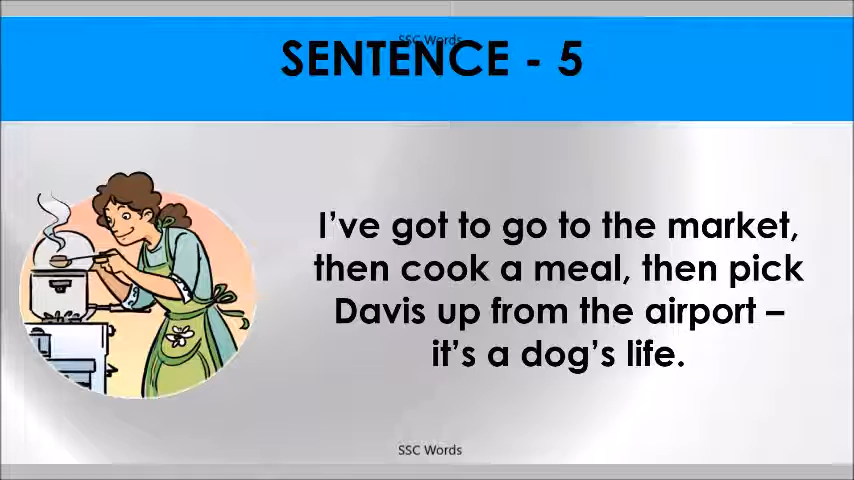 SSC Words
SENTENCE - 5
I’ve got to go to the market,
then cook a meal, then pick
Davis up from the airport –
it’s a dog’s life.
SSC Words